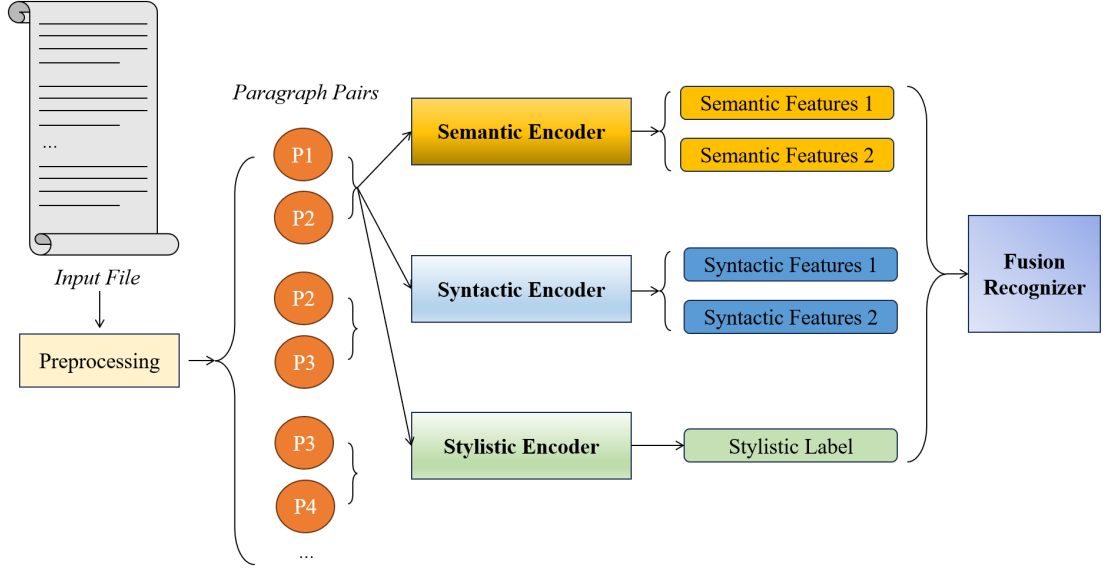 ...
Input File
Preprocessing
Paragraph Pairs
P1
P2
P2
P3
P3
P4
...
Semantic Encoder
Semantic Features 1
Semantic Features 2
Syntactic Encoder
Syntactic Features 1
Syntactic Features 2
Stylistic Encoder
Stylistic Label
Fusion
Recognizer